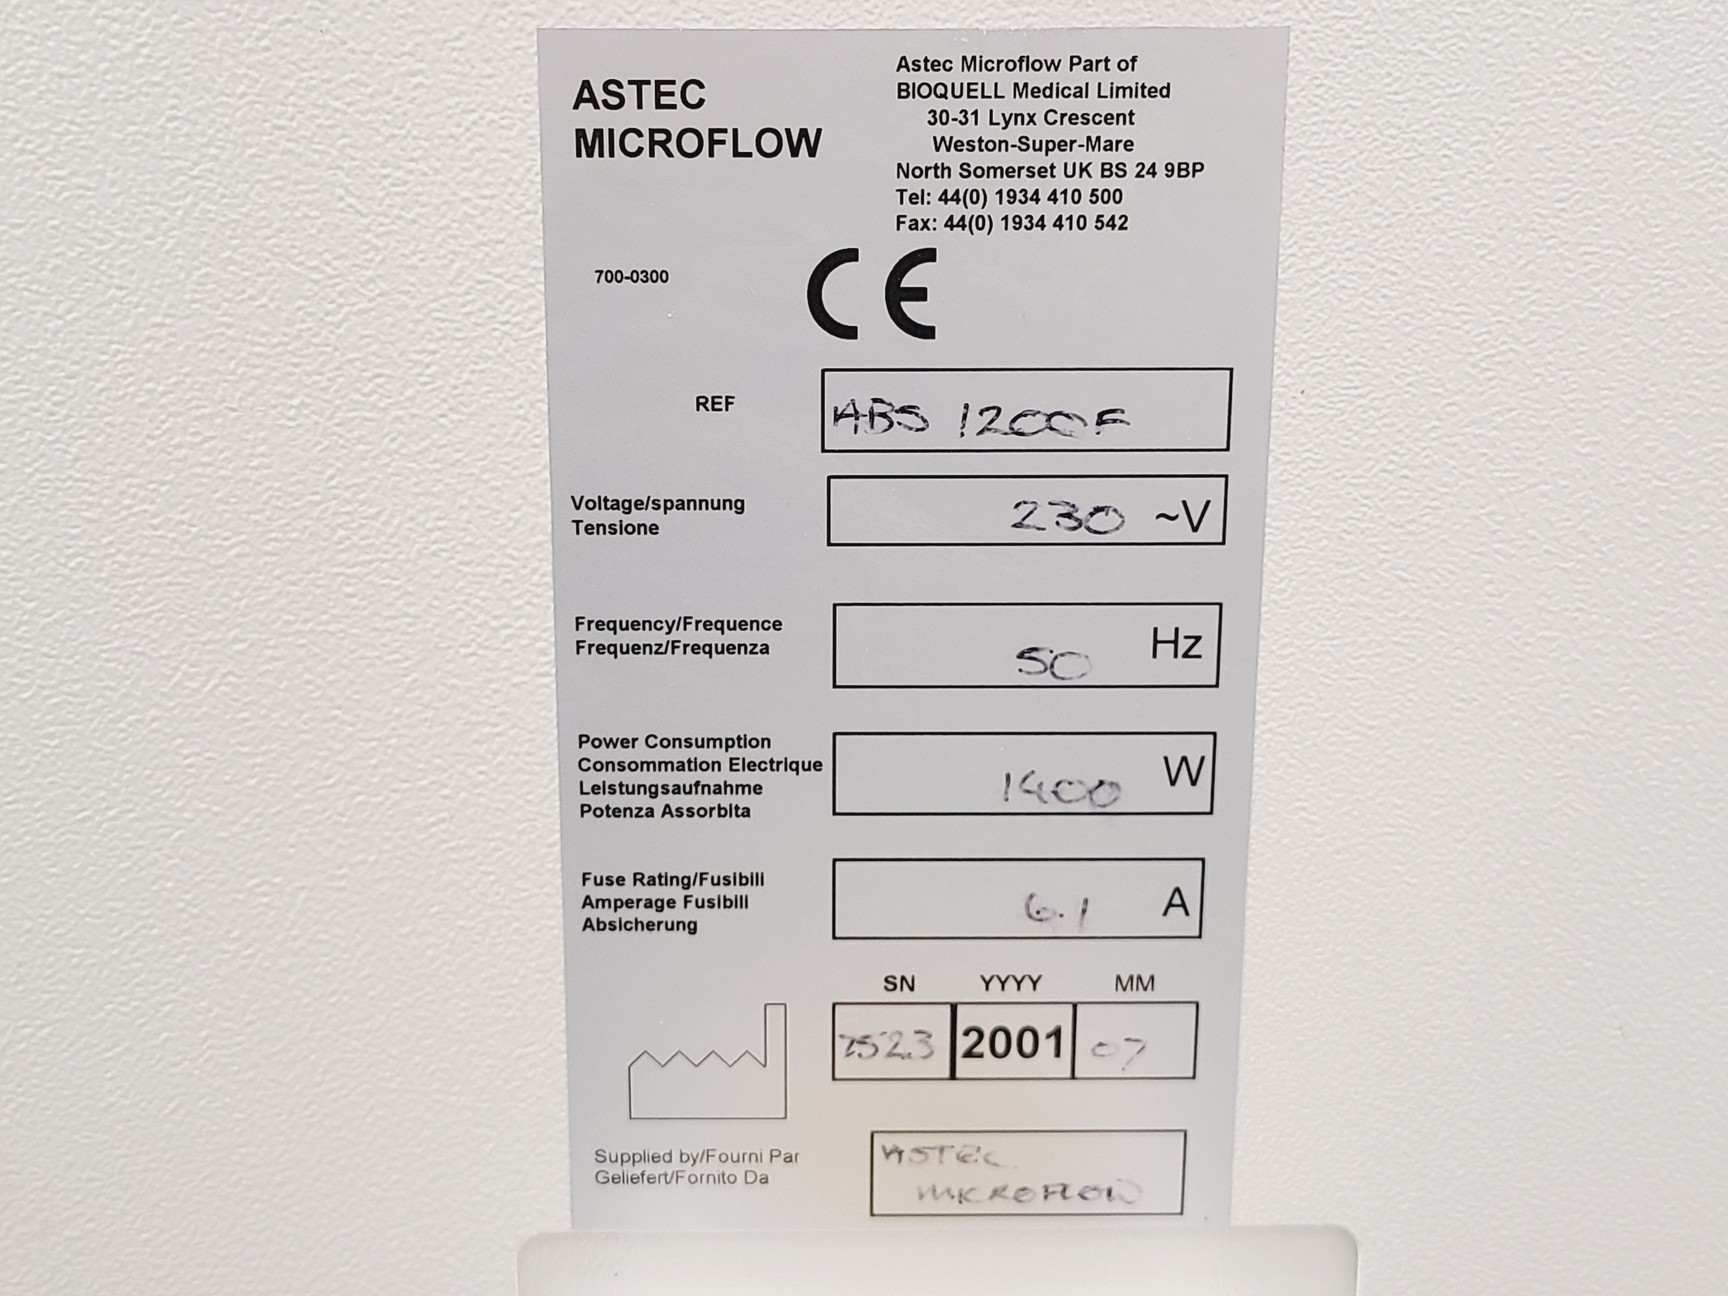 ASTEC
MICROFLOW
Astec Microflow Part of
BIOQUELL Medical Limited
30-31 Lynx Crescent
Weston-Super-Mare
North Somerset UK BS 24 9BP
Tel: 44(0) 1934 410 500
Fax: 44(0) 1934 410 542
700-0300
CE
REF
ABS 1200F
Voltage/spannung
Tensione
230 ~V
Frequency/Frequence
Frequenz/Frequenza
50 Hz
Power Consumption
Consommation Electrique
Leistungsaufnahme
Potenza Assorbita
1400 W
Fuse Rating/Fusibili
Amperage Fusibili
Absicherung
6.1 A
SN YYYY MM
2001 07
Supplied by/Fourni Par
Geliefert/Fornito Da
ASTEC
MICROFLOW